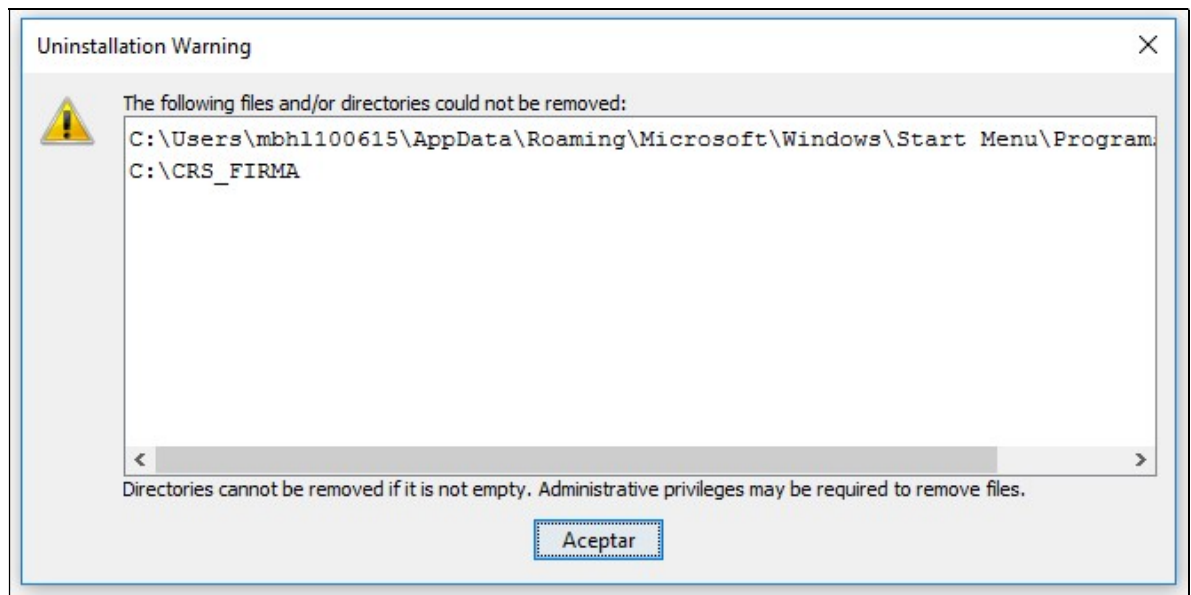 Uninstallation Warning
The following files and/or directories could not be removed:
C:\Users\mbhl100615\AppData\Roaming\Microsoft\Windows\Start Menu\Program
C:\CRS_FIRMA
Directories cannot be removed if it is not empty. Administrative privileges may be required to remove files.
Aceptar